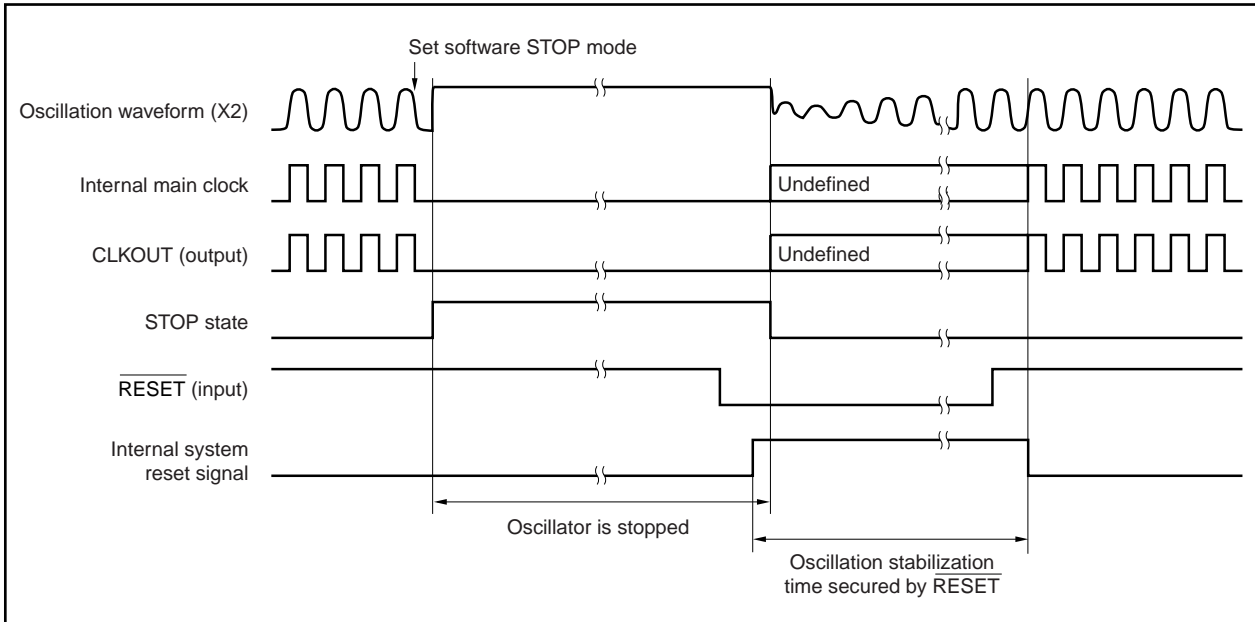 Set software STOP mode
Oscillation waveform (X2)
Internal main clock
Undefined
CLKOUT (output)
Undefined
STOP state
RESET (input)
Internal system
reset signal
Oscillator is stopped
Oscillation stabilization
time secured by RESET